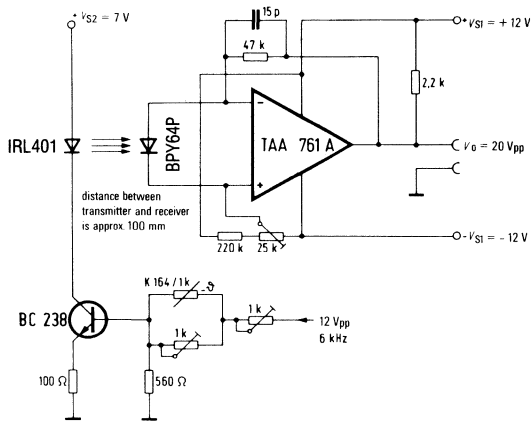 + VS2 = 7 V
15 p
47 k
+ VS1 = + 12 V
2,2 k
IRL401
BPY64P
−
TAA 761 A
+
Vo = 20 Vpp
distance between
transmitter and receiver
is approx. 100 mm
220 k
25 k
- VS1 = - 12 V
K 164 / 1 k
-ϑ
BC 238
1 k
1 k
12 Vpp
6 kHz
100 Ω
560 Ω